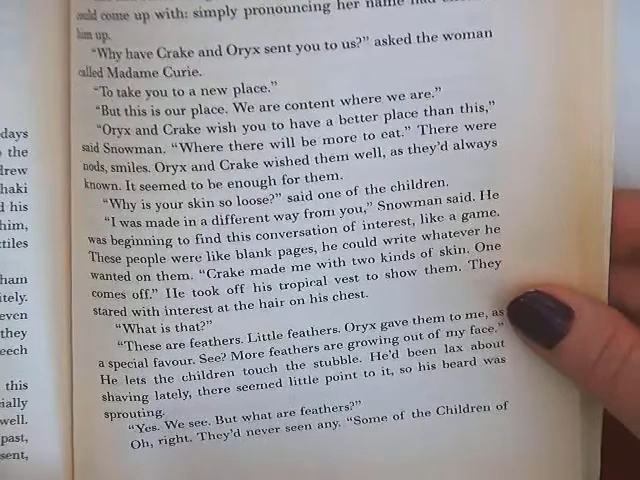 days
the
drew
haki
his
him,
tiles
ham
itely.
even
they
eech
this
ially
well.
past,
sent,
could come up with: simply pronouncing her name had
him up.
“Why have Crake and Oryx sent you to us?” asked the woman
called Madame Curie.
“To take you to a new place.”
“But this is our place. We are content where we are.”
“Oryx and Crake wish you to have a better place than this,”
said Snowman. “Where there will be more to eat.” There were
nods, smiles. Oryx and Crake wished them well, as they’d always
known. It seemed to be enough for them.
“Why is your skin so loose?” said one of the children.
“I was made in a different way from you,” Snowman said. He
was beginning to find this conversation of interest, like a game.
These people were like blank pages, he could write whatever he
wanted on them. “Crake made me with two kinds of skin. One
comes off.” He took off his tropical vest to show them. They
stared with interest at the hair on his chest.
“What is that?”
“These are feathers. Little feathers. Oryx gave them to me, as
a special favour. See? More feathers are growing out of my face.”
He lets the children touch the stubble. He’d been lax about
shaving lately, there seemed little point to it, so his beard was
sprouting.
“Yes. We see. But what are feathers?”
Oh, right. They’d never seen any. “Some of the Children of